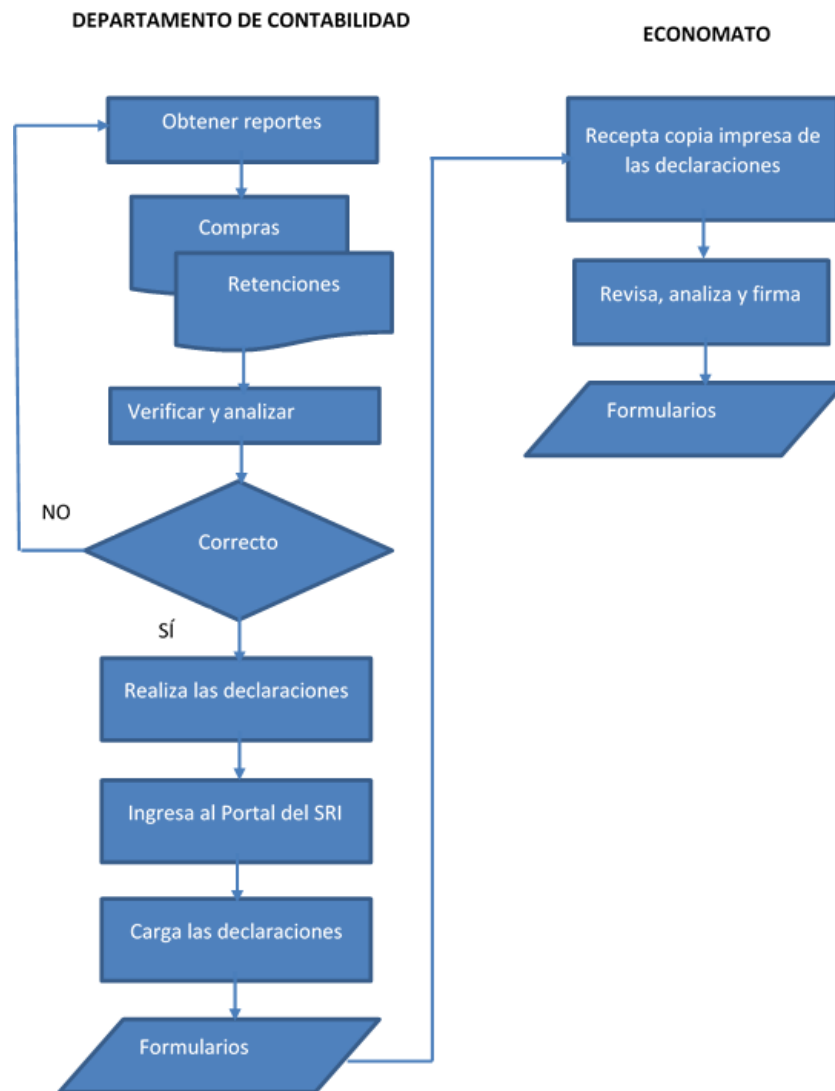 DEPARTAMENTO DE CONTABILIDAD
Obtener reportes
Compras
Retenciones
Verificar y analizar
Correcto
NO
SÍ
Realiza las declaraciones
Ingresa al Portal del SRI
Carga las declaraciones
Formularios
ECONOMATO
Recepta copia impresa de
las declaraciones
Revisa, analiza y firma
Formularios